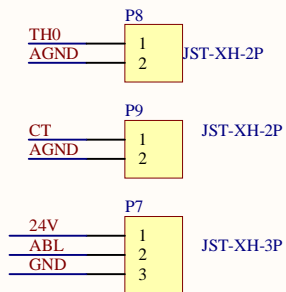 P8
TH0 1 JST-XH-2P
AGND 2
P9
CT 1 JST-XH-2P
AGND 2
P7
24V 1
ABL 2 JST-XH-3P
GND 3